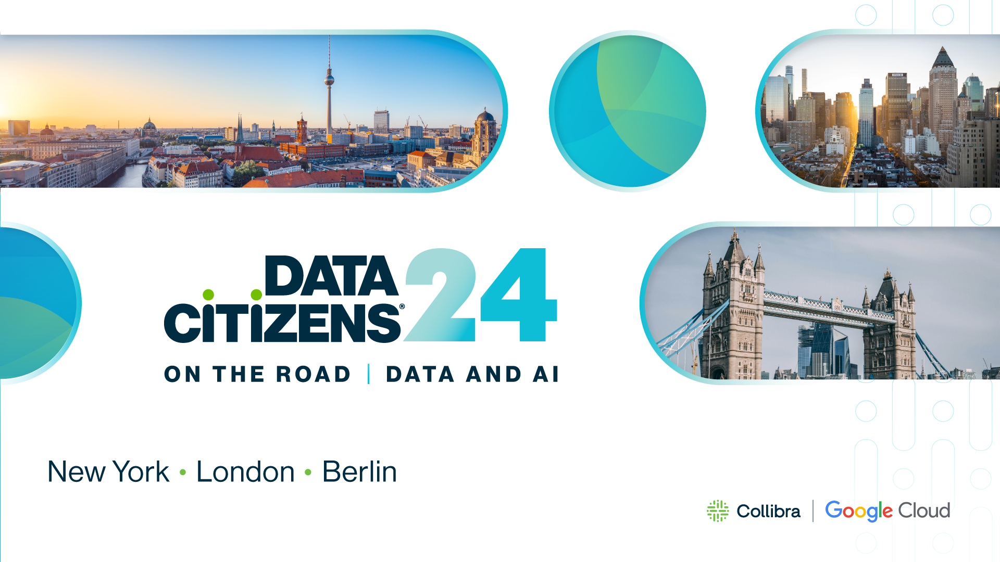 DATA
CiTiZENS® 24
ON THE ROAD | DATA AND AI
New York • London • Berlin
Collibra | Google Cloud